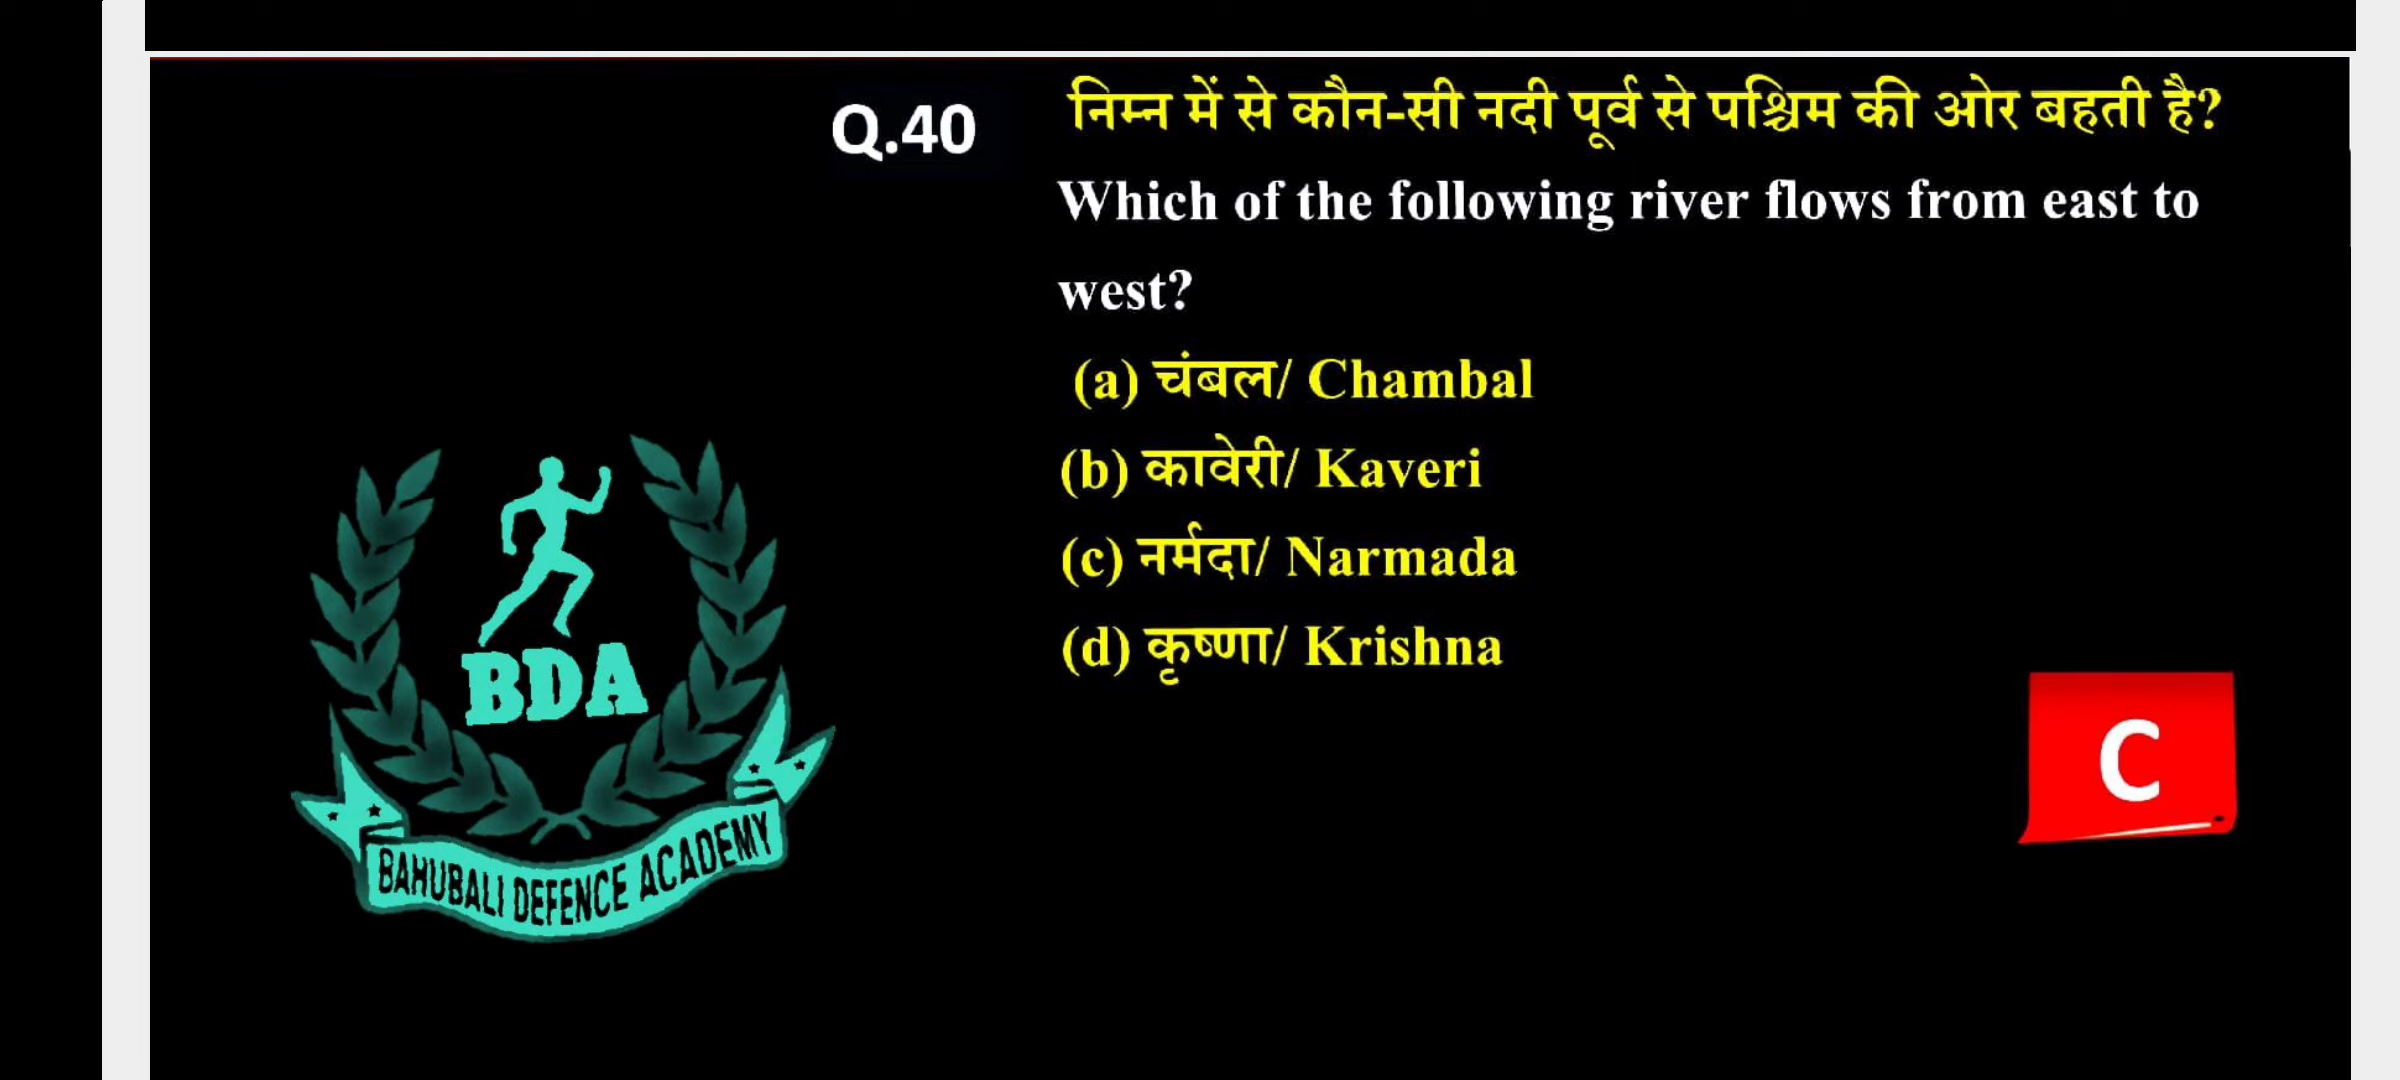 Q.40
निम्न में से कौन-सी नदी पूर्व से पश्चिम की ओर बहती है?
Which of the following river flows from east to
west?
(a) चंबल/ Chambal
(b) कावेरी/ Kaveri
(c) नर्मदा/ Narmada
(d) कृष्णा/ Krishna
C
BDA
BAHUBALI DEFENCE ACADEMY